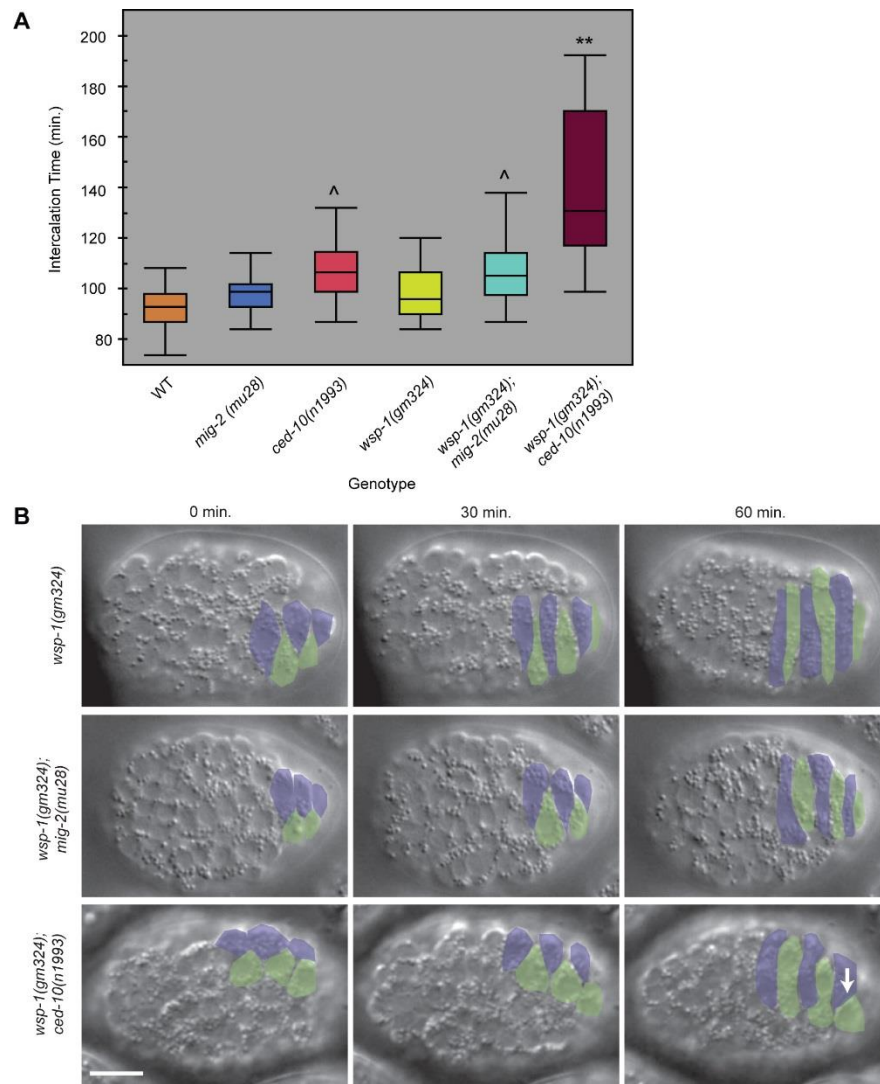 A
Intercalation Time (min.)
200
180
160
140
120
100
80
^
^
**
WT
mig-2 (mu28)
ced-10(n1993)
wsp-1(gm324)
wsp-1(gm324);
mig-2(mu28)
wsp-1(gm324);
ced-10(n1993)
Genotype
B
0 min.
30 min.
60 min.
wsp-1(gm324)
wsp-1(gm324);
mig-2(mu28)
wsp-1(gm324);
ced-10(n1993)